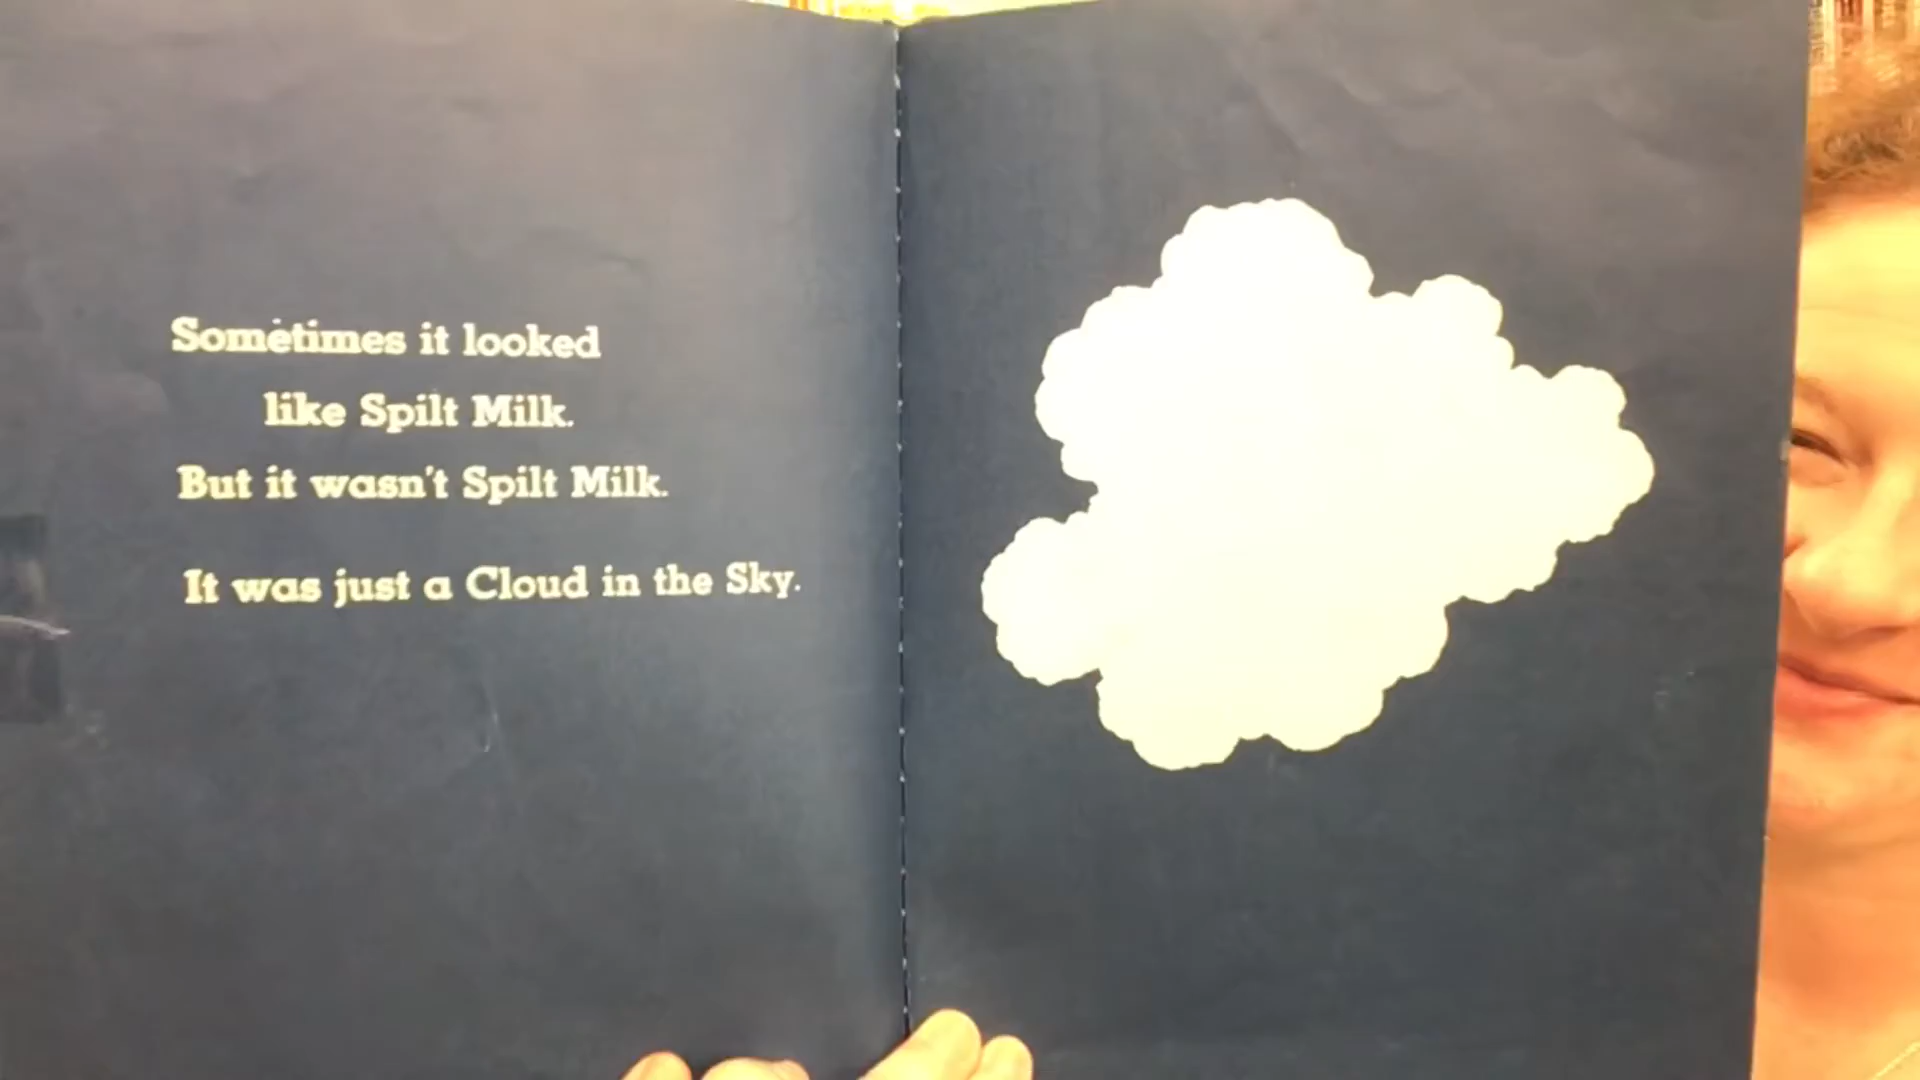 Sometimes it looked
like Spilt Milk.
But it wasn't Spilt Milk.
It was just a Cloud in the Sky.